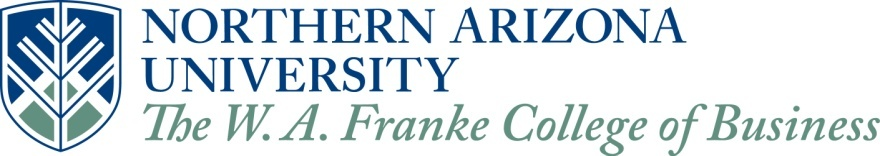 NORTHERN ARIZONA
UNIVERSITY
The W. A. Franke College of Business